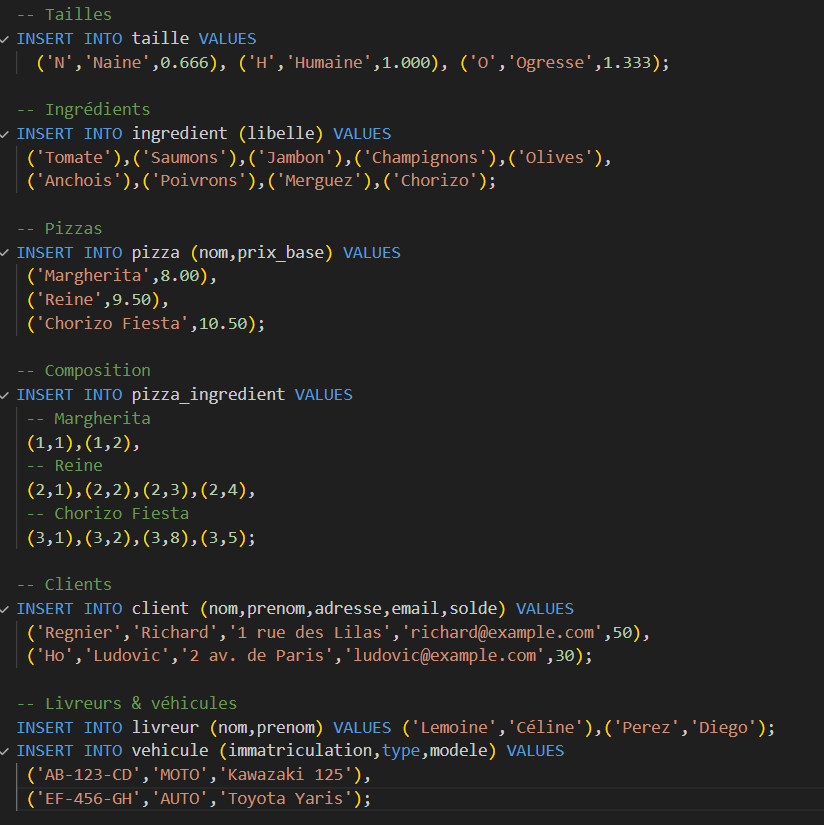 -- Tailles
INSERT INTO taille VALUES
('N','Naine',0.666), ('H','Humaine',1.000), ('O','Ogresse',1.333);
-- Ingrédients
INSERT INTO ingredient (libelle) VALUES
('Tomate'),('Saumons'),('Jambon'),('Champignons'),('Olives'),
('Anchois'),('Poivrons'),('Merguez'),('Chorizo');
-- Pizzas
INSERT INTO pizza (nom,prix_base) VALUES
('Margherita',8.00),
('Reine',9.50),
('Chorizo Fiesta',10.50);
-- Composition
INSERT INTO pizza_ingredient VALUES
-- Margherita
(1,1),(1,2),
-- Reine
(2,1),(2,2),(2,3),(2,4),
-- Chorizo Fiesta
(3,1),(3,2),(3,8),(3,5);
-- Clients
INSERT INTO client (nom,prenom,adresse,email,solde) VALUES
('Regnier','Richard','1 rue des Lilas','richard@example.com',50),
('Ho','Ludovic','2 av. de Paris','ludovic@example.com',30);
-- Livreurs & véhicules
INSERT INTO livreur (nom,prenom) VALUES ('Lemoine','Céline'),('Perez','Diego');
INSERT INTO vehicule (immatriculation,type,modele) VALUES
('AB-123-CD','MOTO','Kawazaki 125'),
('EF-456-GH','AUTO','Toyota Yaris');